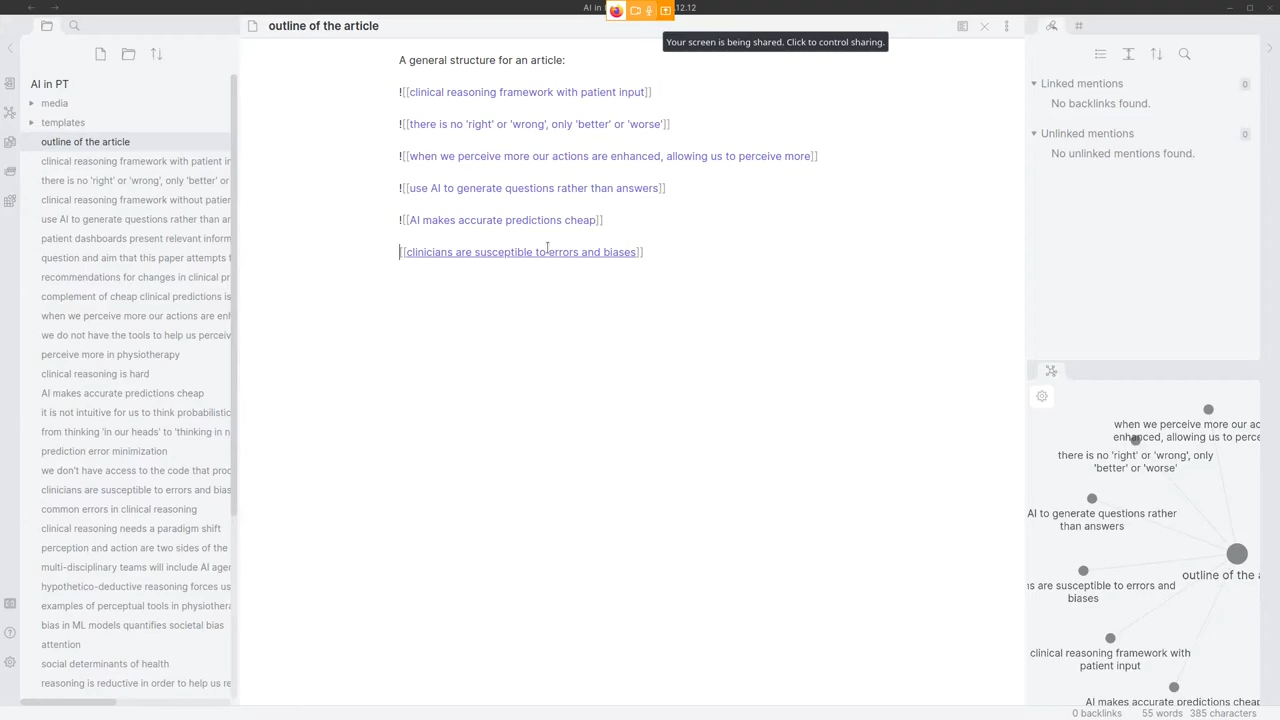 AI in
12.12
outline of the article
Your screen is being shared. Click to control sharing.
AI in PT
media
templates
outline of the article
clinical reasoning framework with patient in
there is no 'right' or 'wrong', only 'better' or
clinical reasoning framework without patien
use AI to generate questions rather than an
patient dashboards present relevant inform
question and aim that this paper attempts t
recommendations for changes in clinical pr
complement of cheap clinical predictions is
when we perceive more our actions are enh
we do not have the tools to help us perceiv
perceive more in physiotherapy
clinical reasoning is hard
AI makes accurate predictions cheap
it is not intuitive for us to think probabilistic
from thinking 'in our heads' to 'thinking in n
prediction error minimization
we don't have access to the code that prod
clinicians are susceptible to errors and bias
common errors in clinical reasoning
clinical reasoning needs a paradigm shift
perception and action are two sides of the
multi-disciplinary teams will include AI agen
hypothetico-deductive reasoning forces us
examples of perceptual tools in physiothera
bias in ML models quantifies societal bias
attention
social determinants of health
reasoning is reductive in order to help us re
A general structure for an article:
![[clinical reasoning framework with patient input]]
![[there is no 'right' or 'wrong', only 'better' or 'worse']]
![[when we perceive more our actions are enhanced, allowing us to perceive more]]
![[use AI to generate questions rather than answers]]
![[AI makes accurate predictions cheap]]
[[clinicians are susceptible to errors and biases]]
Linked mentions 0
No backlinks found.
Unlinked mentions 0
No unlinked mentions found.
when we perceive more our ac
enhanced, allowing us to perce
there is no 'right' or 'wrong', only
'better' or 'worse'
AI to generate questions rather
than answers
outline of the a
ns are susceptible to errors and
biases
clinical reasoning framework with
patient input
AI makes accurate predictions cheap
0 backlinks 55 words 385 characters